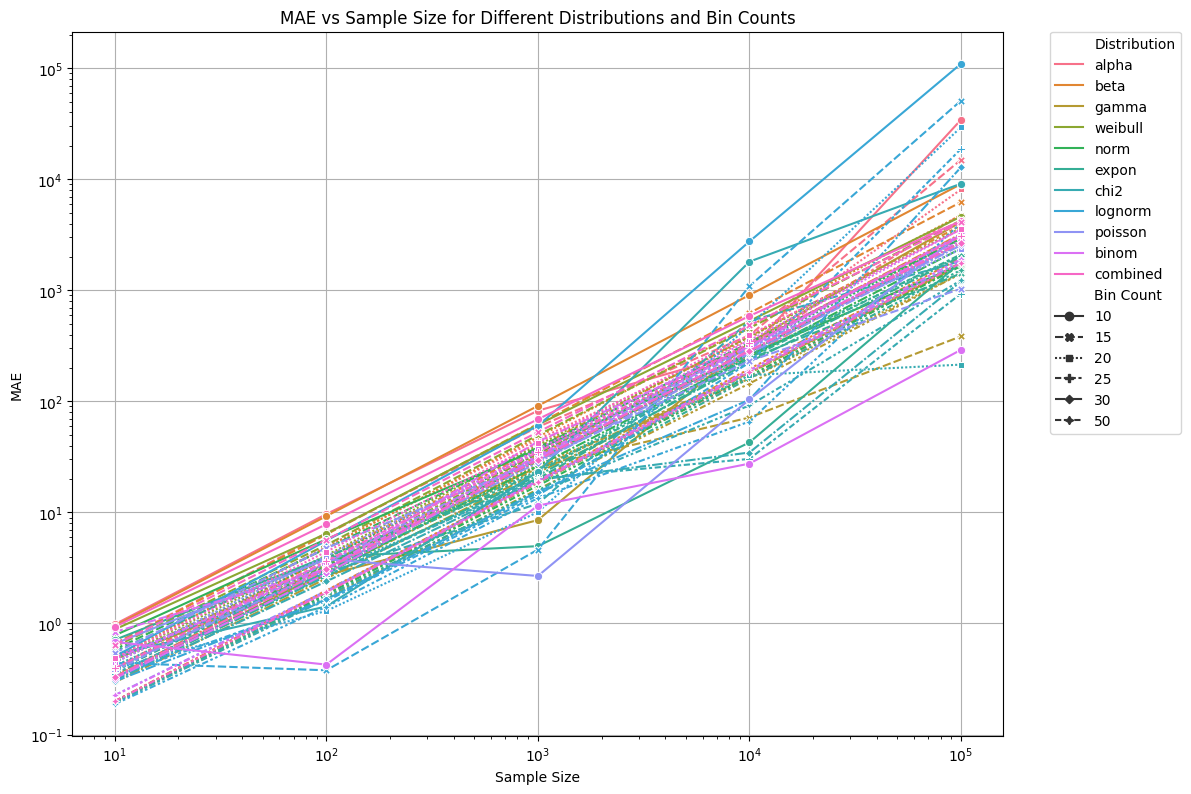 MAE vs Sample Size for Different Distributions and Bin Counts
MAE
10^5
10^4
10^3
10^2
10^1
10^0
10^-1
10^1 10^2 10^3 10^4 10^5
Sample Size
Distribution
alpha
beta
gamma
weibull
norm
expon
chi2
lognorm
poisson
binom
combined
Bin Count
10
15
20
25
30
50